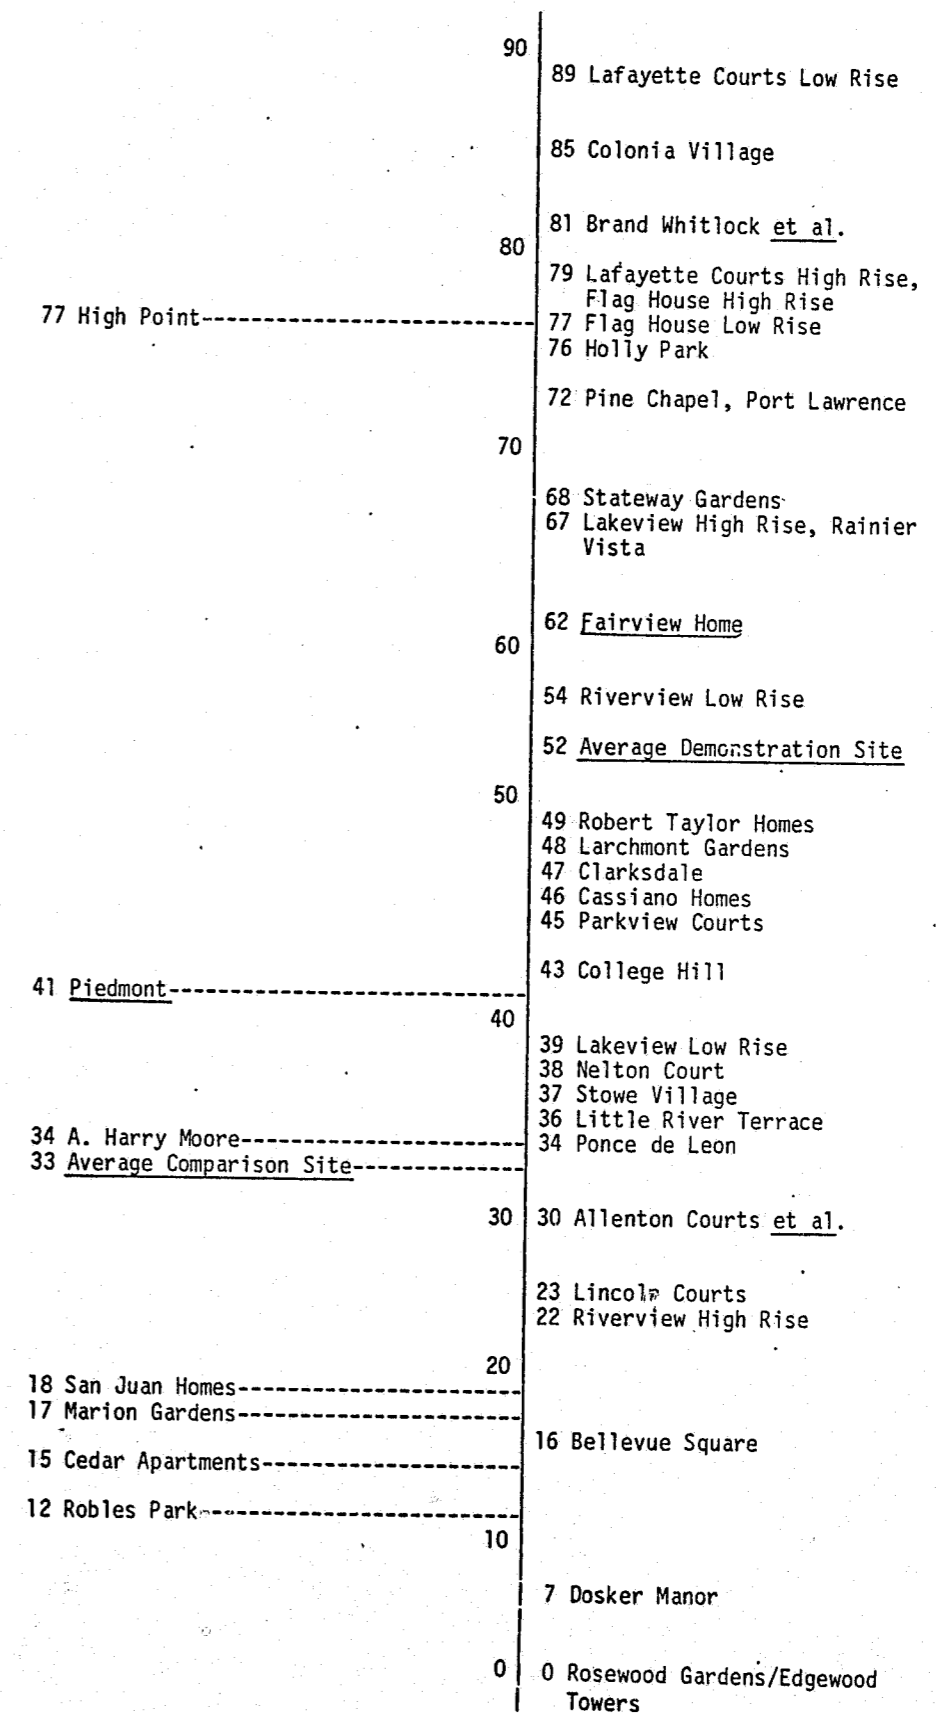 90
89 Lafayette Courts Low Rise
85 Colonia Village
81 Brand Whitlock et al.
80
79 Lafayette Courts High Rise,
Flag House High Rise
77 High Point
77 Flag House Low Rise
76 Holly Park
72 Pine Chapel, Port Lawrence
70
68 Stateway Gardens
67 Lakeview High Rise, Rainier
Vista
62 Fairview Home
60
54 Riverview Low Rise
52 Average Demonstration Site
50
49 Robert Taylor Homes
48 Larchmont Gardens
47 Clarksdale
46 Cassiano Homes
45 Parkview Courts
43 College Hill
41 Piedmont
40
39 Lakeview Low Rise
38 Nelton Court
37 Stowe Village
36 Little River Terrace
34 A. Harry Moore
34 Ponce de Leon
33 Average Comparison Site
30
30 Allenton Courts et al.
23 Lincoln Courts
22 Riverview High Rise
20
18 San Juan Homes
17 Marion Gardens
16 Bellevue Square
15 Cedar Apartments
12 Robles Park
10
7 Dosker Manor
0
0 Rosewood Gardens/Edgewood
Towers